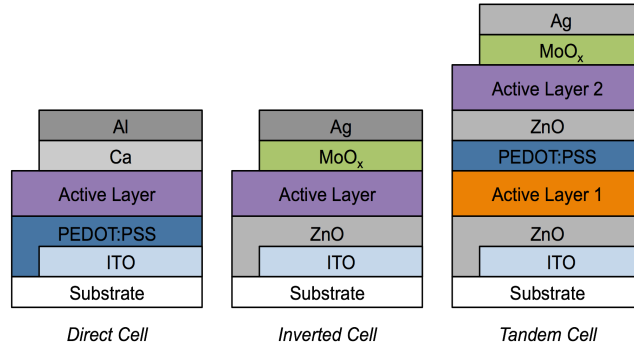 Al
Ca
Active Layer
PEDOT:PSS
ITO
Substrate
Direct Cell
Ag
MoOₓ
Active Layer
ZnO
ITO
Substrate
Inverted Cell
Ag
MoOₓ
Active Layer 2
ZnO
PEDOT:PSS
Active Layer 1
ZnO
ITO
Substrate
Tandem Cell